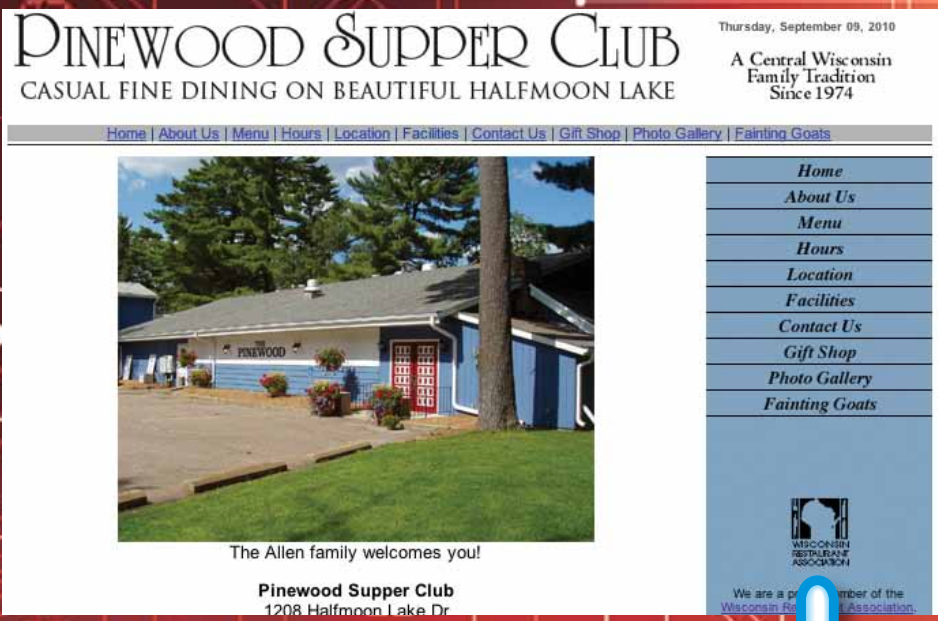 PINEWOOD SUPPER CLUB
CASUAL FINE DINING ON BEAUTIFUL HALFMOON LAKE
Thursday, September 09, 2010
A Central Wisconsin
Family Tradition
Since 1974
Home | About Us | Menu | Hours | Location | Facilities | Contact Us | Gift Shop | Photo Gallery | Fainting Goats
THE
PINEWOOD
The Allen family welcomes you!
Pinewood Supper Club
1208 Halfmoon Lake Dr
Home
About Us
Menu
Hours
Location
Facilities
Contact Us
Gift Shop
Photo Gallery
Fainting Goats
WISCONSIN
RESTAURANT
ASSOCIATION
We are a of the
Wisconsin Association.